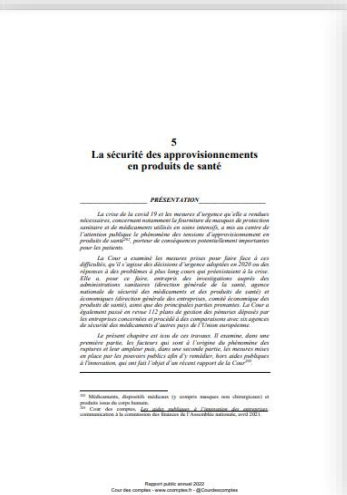 5
La sécurité des approvisionnements
en produits de santé
PRÉSENTATION
La crise de la covid 19 et les mesures d'urgence qu'elle a rendues
nécessaires, concernant notamment la fourniture de masques de protection
sanitaire et de médicaments utilisés en soins intensifs, a mis au centre de
l'attention publique le phénomène des tensions d'approvisionnement en
produits de santé, porteur de conséquences potentiellement importantes
pour les patients.
La Cour a examiné les mesures prises pour faire face à ces
difficultés, qu'il s'agisse des décisions d'urgence adoptées en 2020 ou des
réponses à des problèmes à plus long cours qui préexistaient à la crise.
Elle a, pour ce faire, entrepris des investigations auprès des
administrations sanitaires (direction générale de la santé, agence
nationale de sécurité des médicaments et des produits de santé) et
économiques (direction générale des entreprises, comité économique des
produits de santé), ainsi que des principales parties prenantes. La Cour a
également passé en revue 112 plans de gestion des pénuries déposés par
les entreprises concernées et procédé à des comparaisons avec six agences
de sécurité des médicaments d'autres pays de l'Union européenne.
Le présent chapitre est issu de ces travaux. Il examine, dans une
première partie, les facteurs qui sont à l'origine du phénomène des
ruptures et leur ampleur puis, dans une seconde partie, les mesures mises
en place par les pouvoirs publics afin d'y remédier, hors aides publiques
à l'innovation, qui ont fait l'objet d'un récent rapport de la Cour
Médicaments, dispositifs médicaux (y compris masques non chirurgicaux) et
produits issus du corps humain.
Cour des comptes, Les aides publiques à l'innovation des entreprises,
communication à la commission des finances de l'Assemblée nationale, avril 2021.
Rapport public annuel 2022
Cour des comptes - www.ccomptes.fr - @Courdescomptes